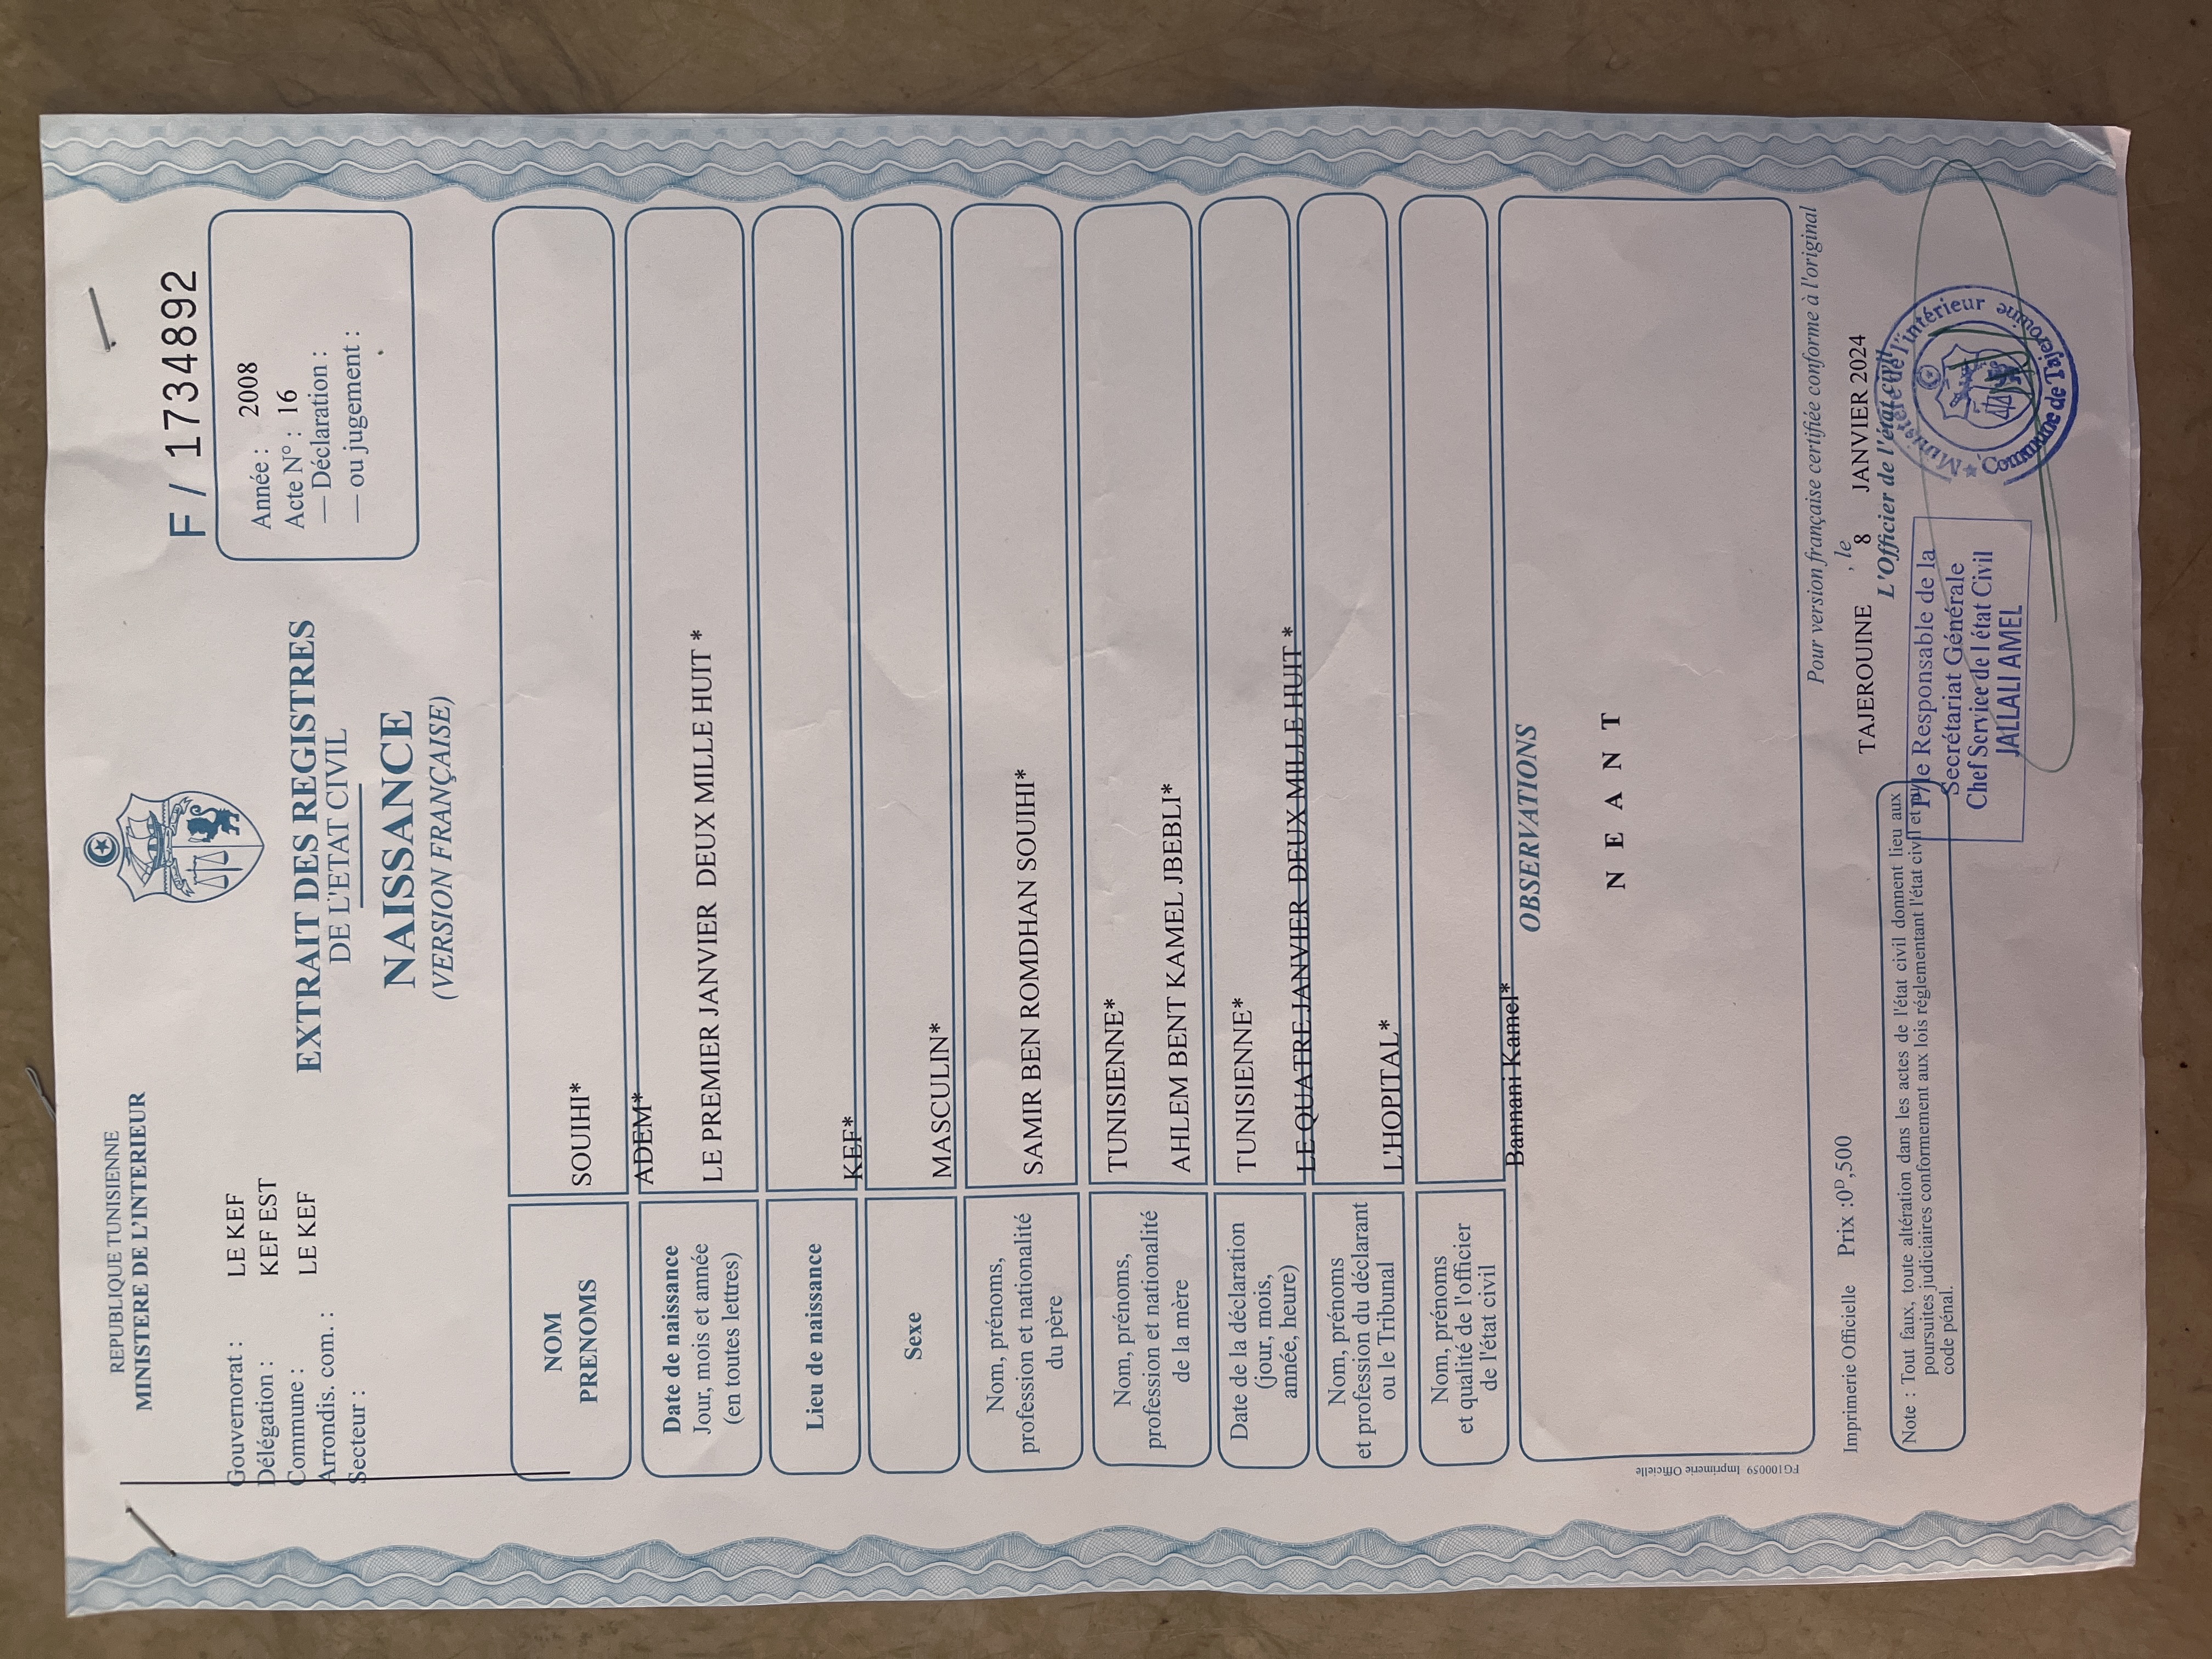 REPUBLIQUE TUNISIENNE
MINISTERE DE L'INTERIEUR
F / 1734892
Gouvernorat : LE KEF
Délégation : KEF EST
Commune : LE KEF
Arrondis. com. :
Secteur :
EXTRAIT DES REGISTRES
DE L'ETAT CIVIL
NAISSANCE
(VERSION FRANÇAISE)
Année : 2008
Acte N° : 16
— Déclaration :
— ou jugement :
NOM
PRENOMS
SOUIHI*
ADEM*
Date de naissance
Jour, mois et année
(en toutes lettres)
LE PREMIER JANVIER DEUX MILLE HUIT *
Lieu de naissance
KEF*
Sexe
MASCULIN*
Nom, prénoms,
profession et nationalité
du père
SAMIR BEN ROMDHAN SOUIHI*
TUNISIENNE*
Nom, prénoms,
profession et nationalité
de la mère
AHLEM BENT KAMEL JBEBLI*
TUNISIENNE*
Date de la déclaration
(jour, mois,
année, heure)
LE QUATRE JANVIER DEUX MILLE HUIT *
Nom, prénoms
et profession du déclarant
ou le Tribunal
L'HOPITAL*
Nom, prénoms
et qualité de l'officier
de l'état civil
Bannani Kamel*
OBSERVATIONS
N E A N T
FG100059 Imprimerie Officielle
Pour version française certifiée conforme à l'original
Imprimerie Officielle Prix :0ᴰ,500
TAJEROUINE , le 8 JANVIER 2024
L'Officier de l'état civil
Note : Tout faux, toute altération dans les actes de l'état civil donnent lieu aux
poursuites judiciaires conformement aux lois réglementant l'état civil et au
code pénal.
P/le Responsable de la
Secrétariat Générale
Chef Service de l état Civil
JALLALI AMEL
Ministère de l'intérieur
Commune de Tajerouine